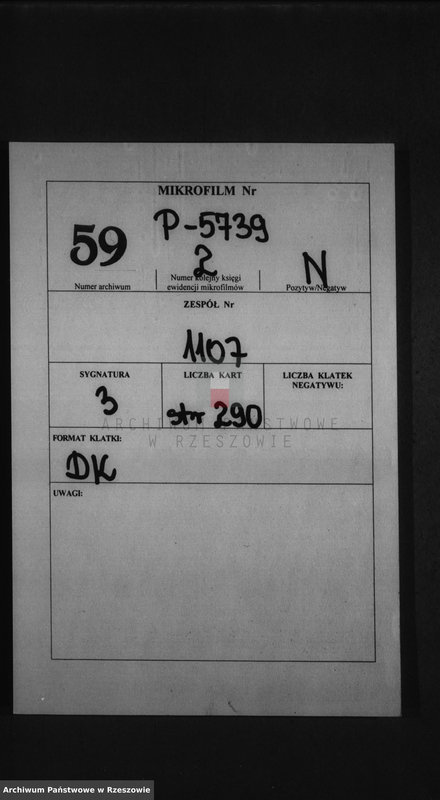 MIKROFILM Nr
P-5739
59
2
N
Numer archiwum
Numer kolejny księgi
ewidencji mikrofilmów
Pozytyw/Negatyw
ZESPÓŁ Nr
1107
SYGNATURA
LICZBA KART
LICZBA KLATEK
NEGATYWU:
3
str 290
ARCHIWUM PAŃSTWOWE
W RZESZOWIE
FORMAT KLATKI:
DK
UWAGI:
Archiwum Państwowe w Rzeszowie